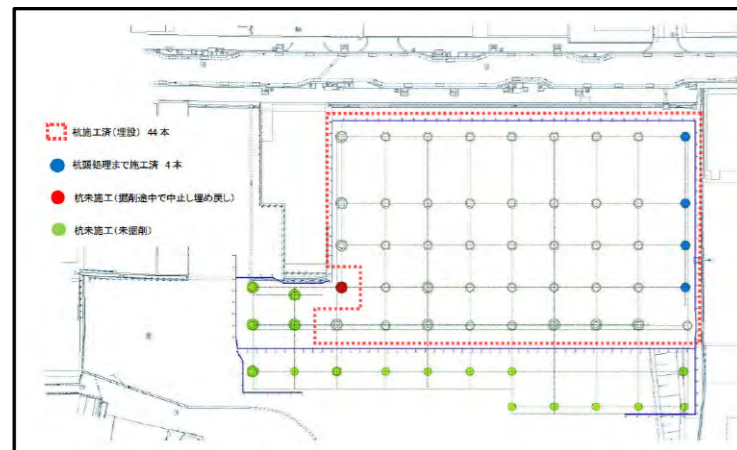 杭施工済(埋設) 44本
杭頭処理まで施工済 4本
杭未施工(掘削途中で中止し埋め戻し)
杭未施工(未掘削)